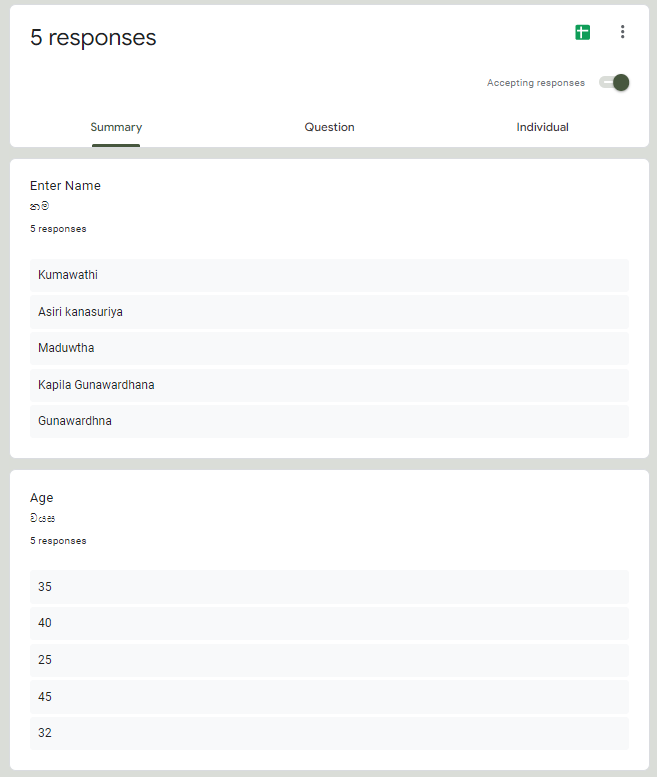 5 responses
Accepting responses
Summary Question Individual
Enter Name
නම
5 responses
Kumawathi
Asiri kanasuriya
Maduwtha
Kapila Gunawardhana
Gunawardhna
Age
වයස
5 responses
35
40
25
45
32